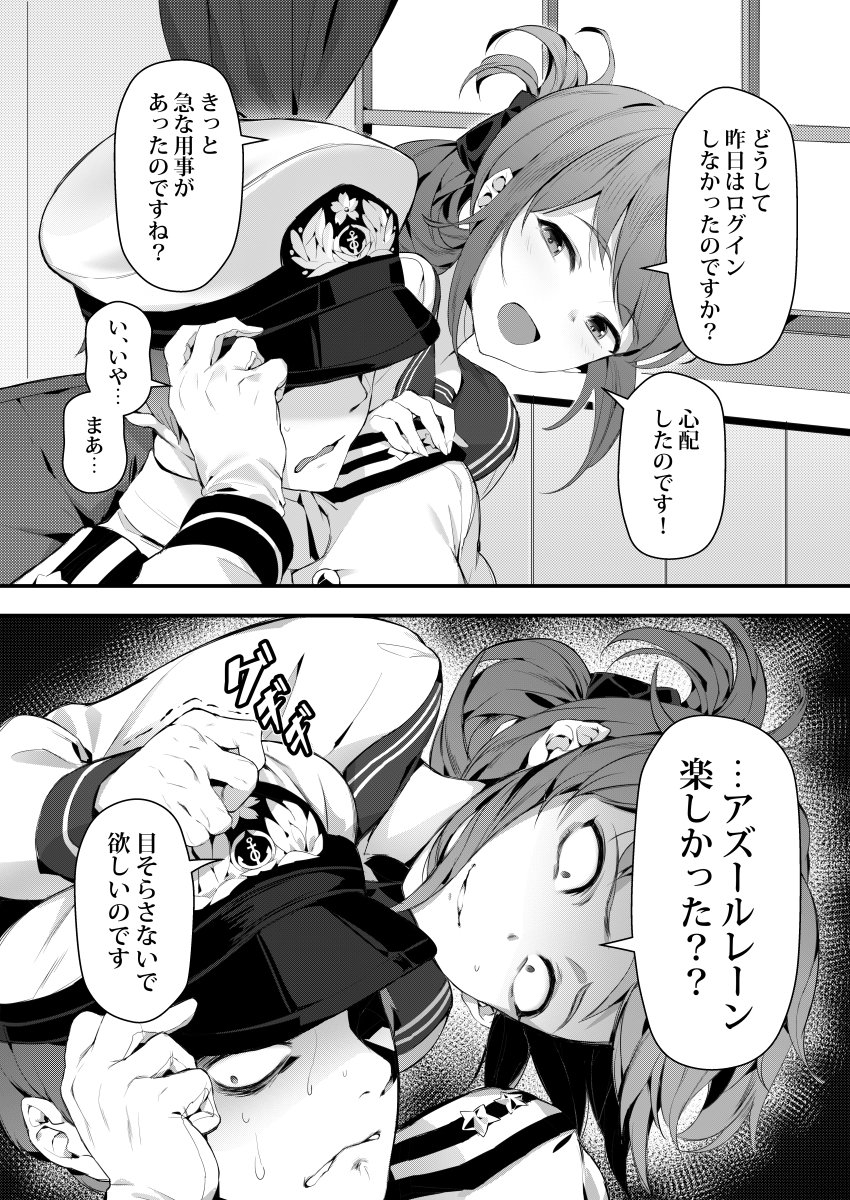 どうして
昨日はログイン
しなかったのですか?
心配
したのです!
きっと
急な用事が
あったのですね?
い、いや…
まあ…
…アズールレーン
楽しかった??
グギギギ
目そらさないで
欲しいのです